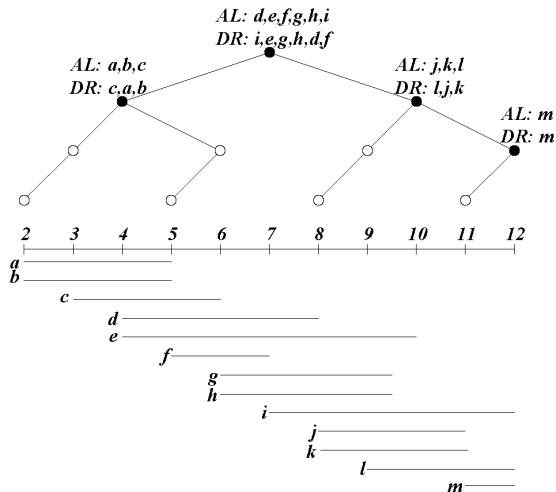 AL: d,e,f,g,h,i
DR: i,e,g,h,d,f
AL: a,b,c
DR: c,a,b
AL: j,k,l
DR: l,j,k
AL: m
DR: m
2 3 4 5 6 7 8 9 10 11 12
a
b
c
d
e
f
g
h
i
j
k
l
m